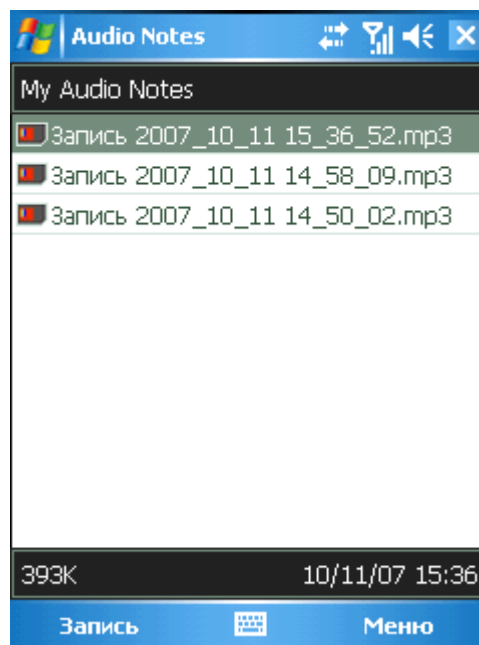 Audio Notes
My Audio Notes
Запись 2007_10_11 15_36_52.mp3
Запись 2007_10_11 14_58_09.mp3
Запись 2007_10_11 14_50_02.mp3
393K 10/11/07 15:36
Запись Меню